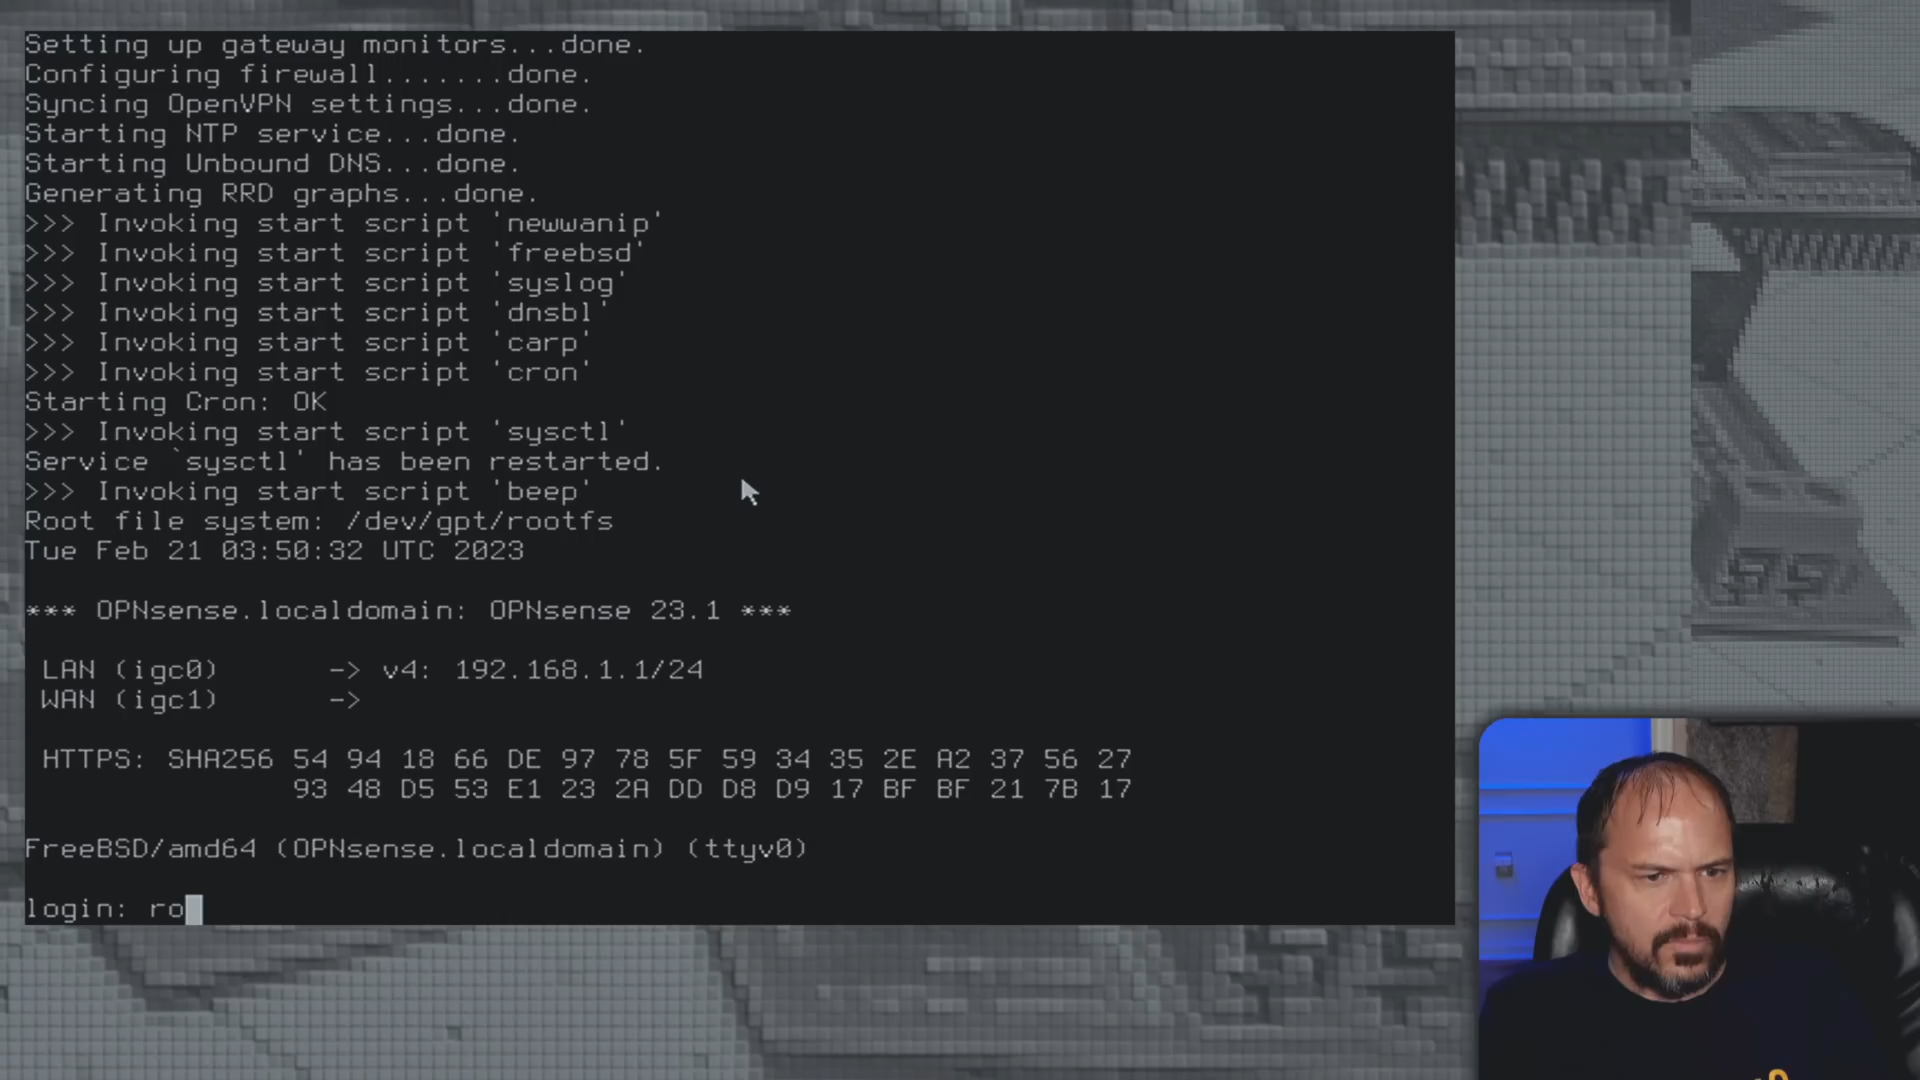 Setting up gateway monitors...done.
Configuring firewall.......done.
Syncing OpenVPN settings...done.
Starting NTP service...done.
Starting Unbound DNS...done.
Generating RRD graphs...done.
>>> Invoking start script 'newwanip'
>>> Invoking start script 'freebsd'
>>> Invoking start script 'syslog'
>>> Invoking start script 'dnsbl'
>>> Invoking start script 'carp'
>>> Invoking start script 'cron'
Starting Cron: OK
>>> Invoking start script 'sysctl'
Service `sysctl' has been restarted.
>>> Invoking start script 'beep'
Root file system: /dev/gpt/rootfs
Tue Feb 21 03:50:32 UTC 2023
*** OPNsense.localdomain: OPNsense 23.1 ***
LAN (igc0) -> v4: 192.168.1.1/24
WAN (igc1) ->
HTTPS: SHA256 54 94 18 66 DE 97 78 5F 59 34 35 2E A2 37 56 27
93 48 D5 53 E1 23 2A DD D8 D9 17 BF BF 21 7B 17
FreeBSD/amd64 (OPNsense.localdomain) (ttyv0)
login: ro